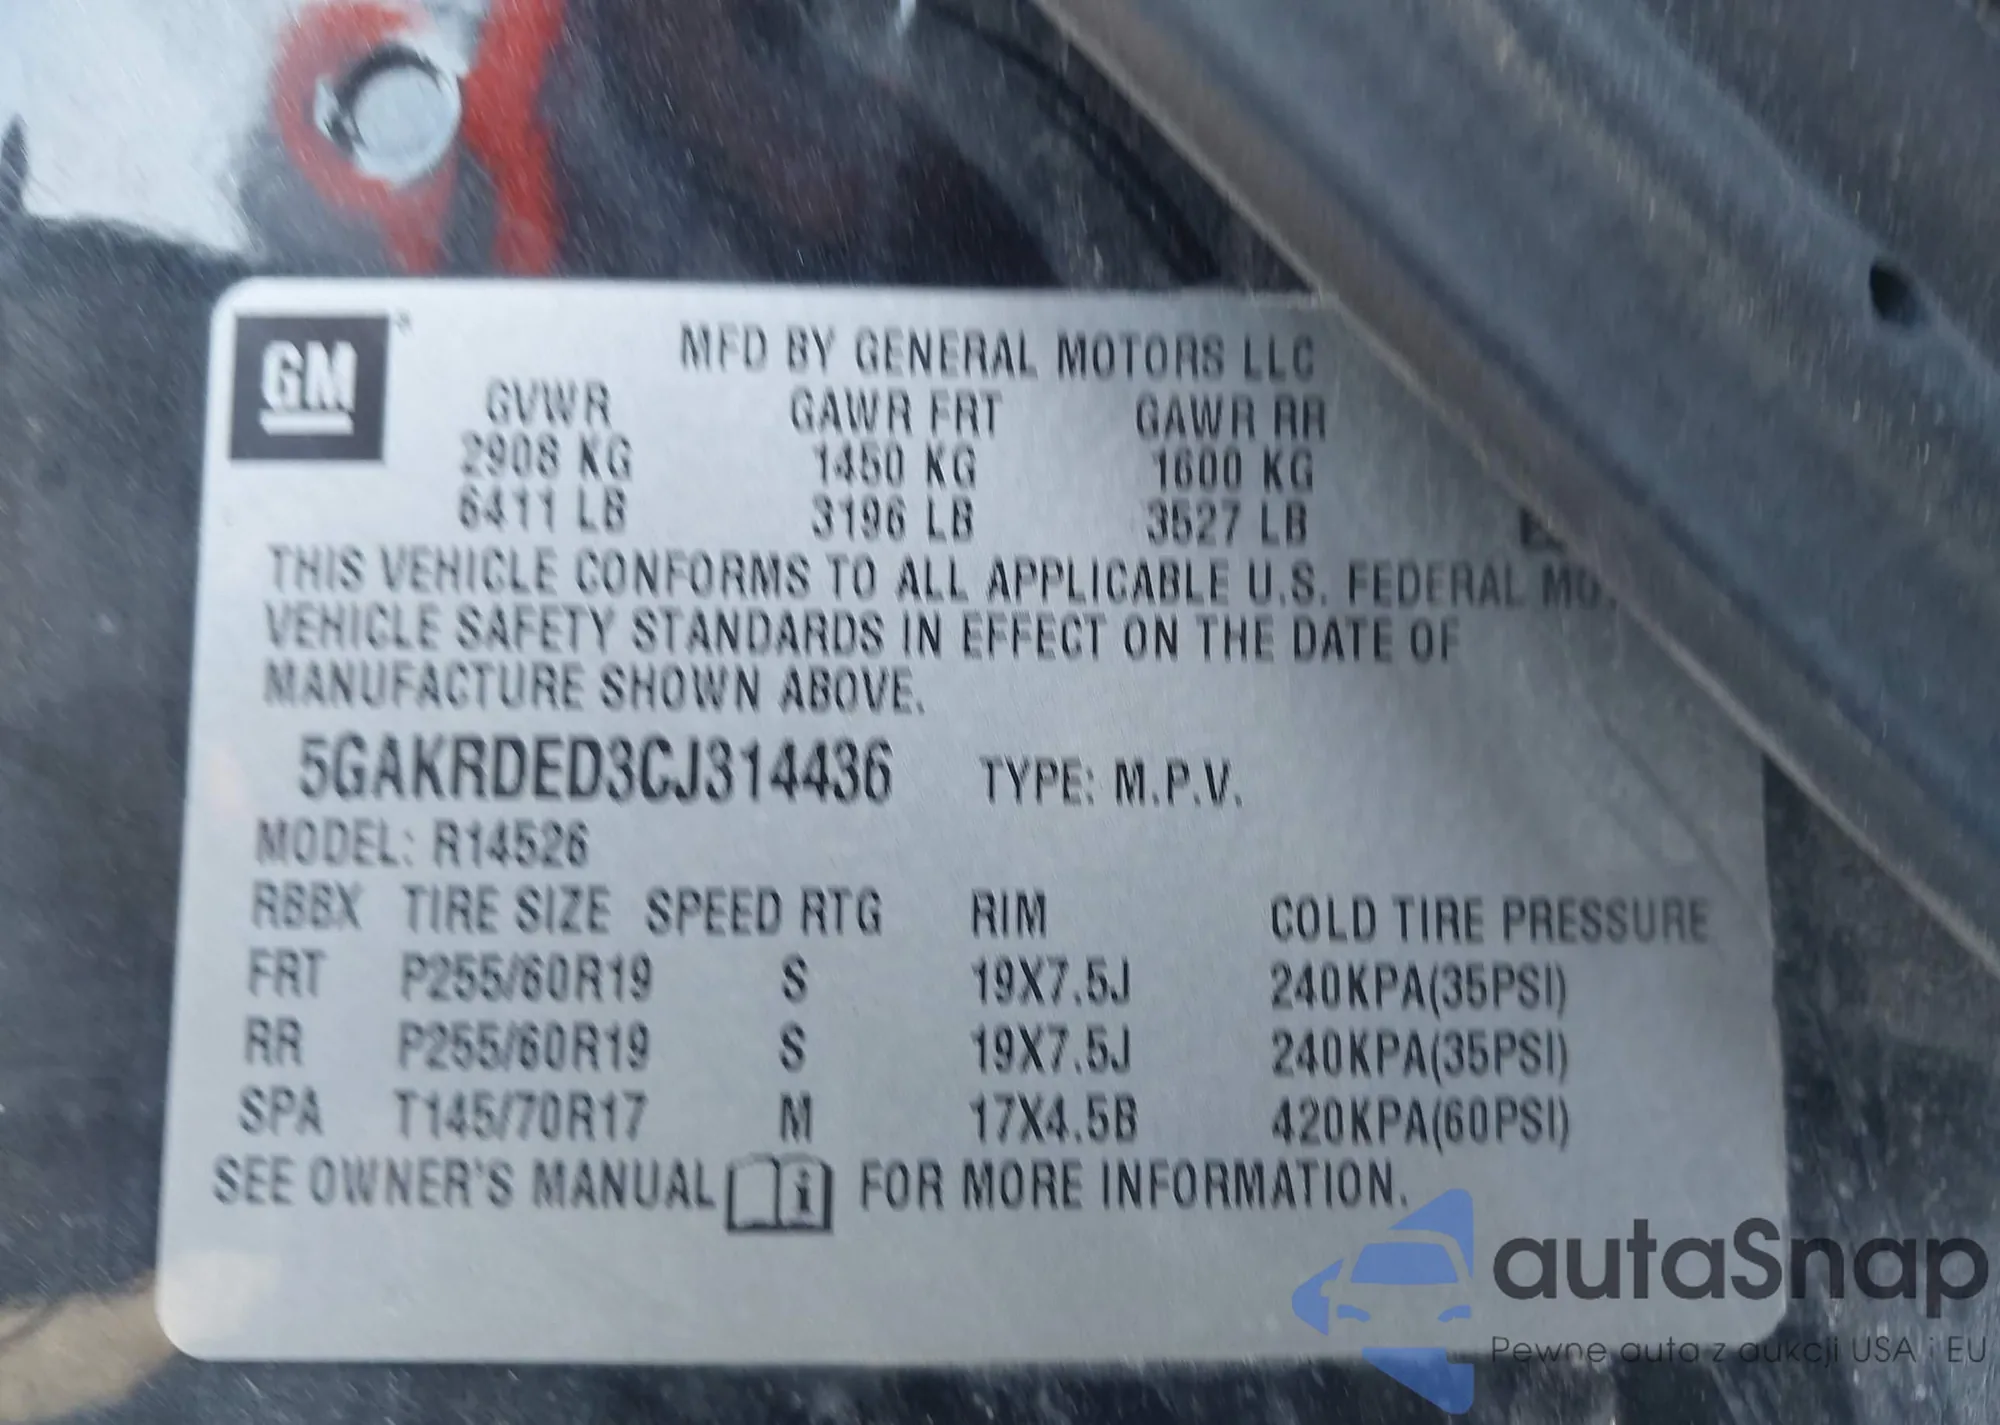 GM
MFD BY GENERAL MOTORS LLC
GVWR GAWR FRT GAWR RR
2908 KG 1450 KG 1600 KG
6411 LB 3196 LB 3527 LB
THIS VEHICLE CONFORMS TO ALL APPLICABLE U.S. FEDERAL
VEHICLE SAFETY STANDARDS IN EFFECT ON THE DATE OF
MANUFACTURE SHOWN ABOVE.
5GAKRDED3CJ314436 TYPE: M.P.V.
MODEL: R14526
RBBX TIRE SIZE SPEED RTG RIM COLD TIRE PRESSURE
FRT P255/60R19 S 19X7.5J 240KPA(35PSI)
RR P255/60R19 S 19X7.5J 240KPA(35PSI)
SPA T145/70R17 M 17X4.5B 420KPA(60PSI)
SEE OWNER'S MANUAL i FOR MORE INFORMATION.
autaSnap
Pewne auta z aukcji USA i EU